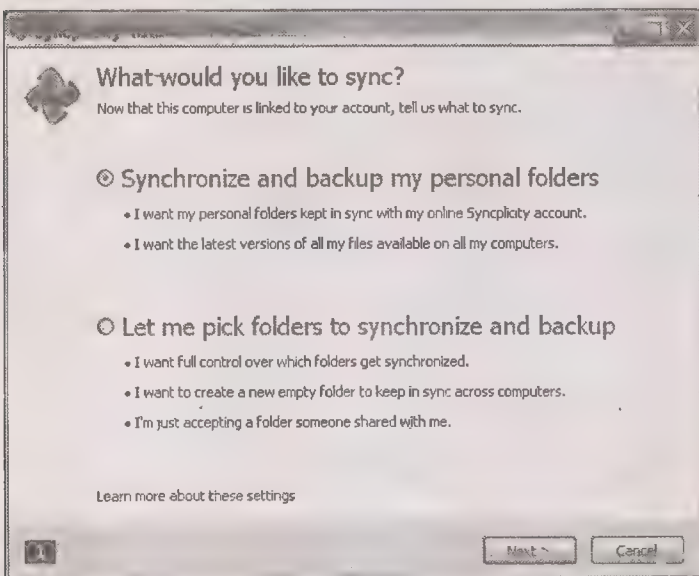 What would you like to sync?
Now that this computer is linked to your account, tell us what to sync.
Synchronize and backup my personal folders
• I want my personal folders kept in sync with my online Syncplicity account.
• I want the latest versions of all my files available on all my computers.
Let me pick folders to synchronize and backup
• I want full control over which folders get synchronized.
• I want to create a new empty folder to keep in sync across computers.
• I'm just accepting a folder someone shared with me.
Learn more about these settings
Next >
Cancel